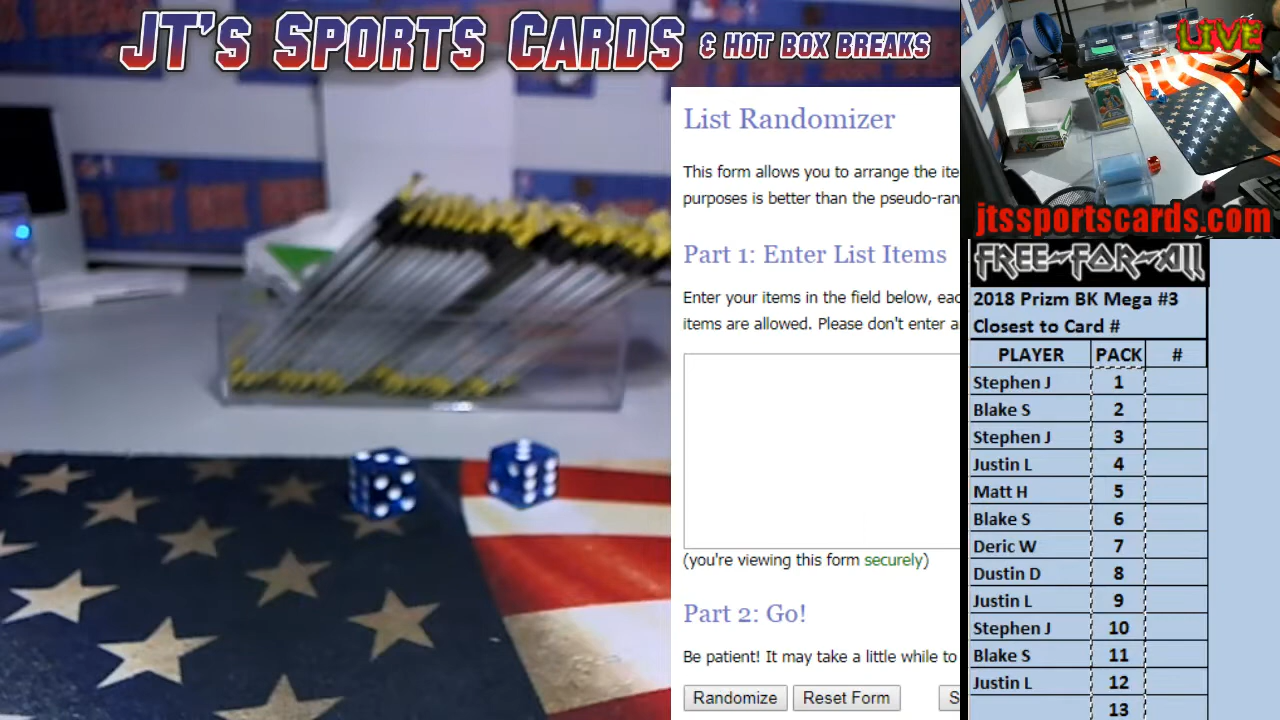 JT's Sports Cards & Hot Box Breaks
LIVE
jtssportscards.com
List Randomizer
This form allows you to arrange the ite
purposes is better than the pseudo-ran
Part 1: Enter List Items
Enter your items in the field below, eac
items are allowed. Please don't enter a
(you're viewing this form securely)
Part 2: Go!
Be patient! It may take a little while to
Randomize Reset Form S
FREE-FOR-ALL
2018 Prizm BK Mega #3
Closest to Card #
PLAYER PACK #
Stephen J 1
Blake S 2
Stephen J 3
Justin L 4
Matt H 5
Blake S 6
Deric W 7
Dustin D 8
Justin L 9
Stephen J 10
Blake S 11
Justin L 12
13